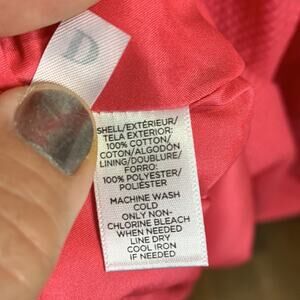 D
SHELL/EXTÉRIEUR/
TELA EXTERIOR:
100% COTTON/
COTON/ALGODÓN
LINING/DOUBLURE/
FORRO:
100% POLYESTER/
POLIÉSTER
MACHINE WASH
COLD
ONLY NON-
CHLORINE BLEACH
WHEN NEEDED
LINE DRY
COOL IRON
IF NEEDED